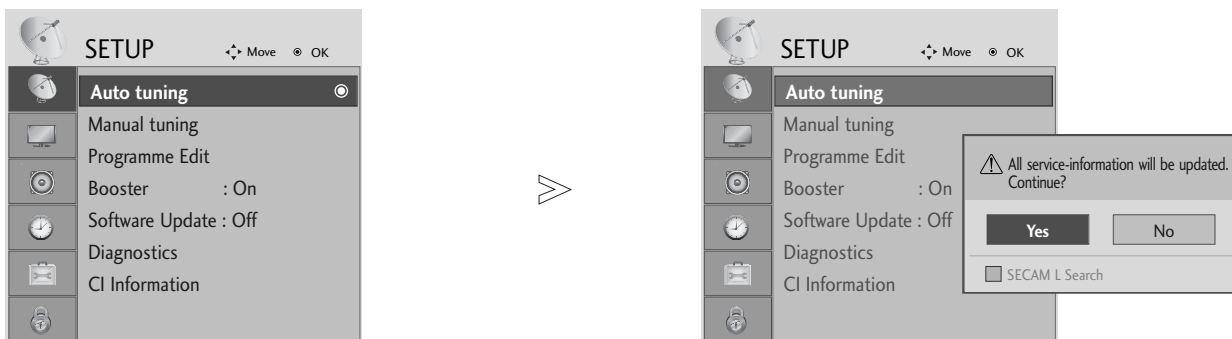 SETUP Move OK
Auto tuning
Manual tuning
Programme Edit
Booster : On
Software Update : Off
Diagnostics
CI Information
SETUP Move OK
Auto tuning
Manual tuning
Programme Edit
Booster : On
Software Update : Off
Diagnostics
CI Information
All service-information will be updated.
Continue?
Yes No
SECAM L Search